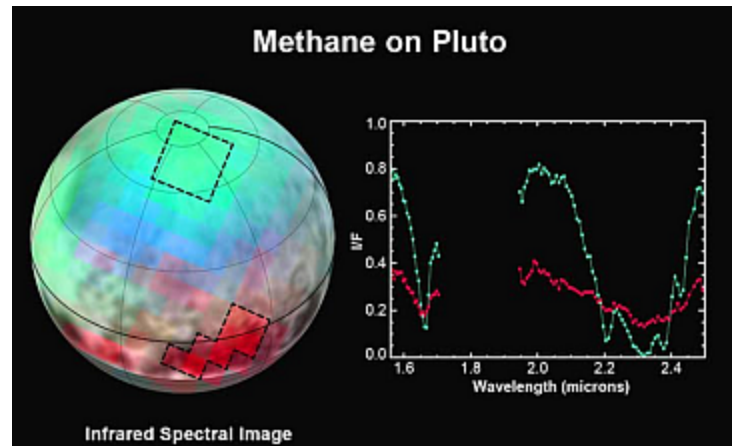 Methane on Pluto
1.0
0.8
0.6
I/F
0.4
0.2
0.0
1.6 1.8 2.0 2.2 2.4
Wavelength (microns)
Infrared Spectral Image